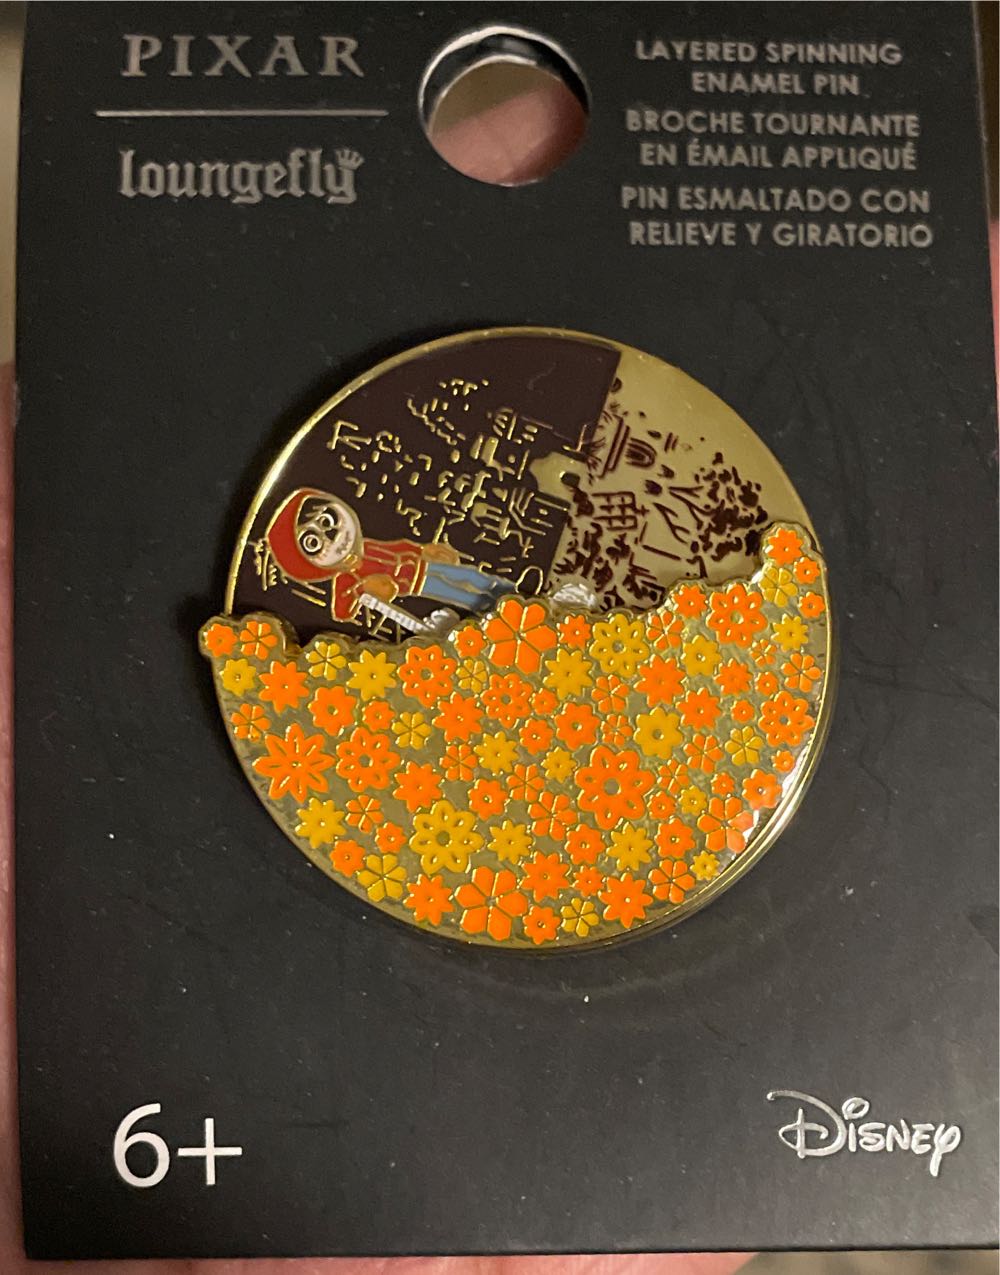 PIXAR
loungefly
LAYERED SPINNING
ENAMEL PIN
BROCHE TOURNANTE
EN ÉMAIL APPLIQUÉ
PIN ESMALTADO CON
RELIEVE Y GIRATORIO
6+
Disney